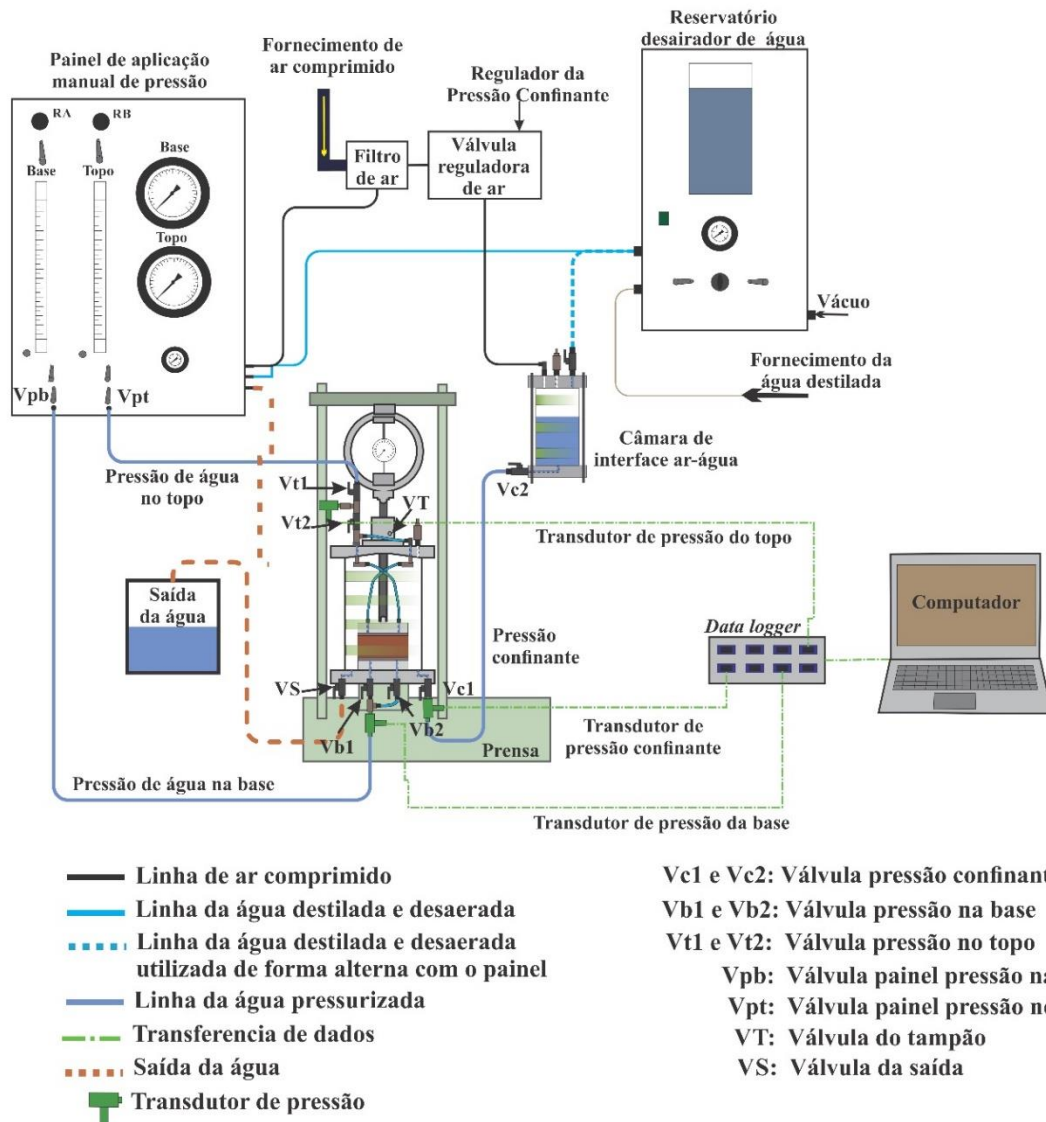 Reservatório
desairador de água
Fornecimento de
ar comprimido
Painel de aplicação
manual de pressão
Regulador da
Pressão Confinante
RA
RB
Base
Topo
Base
Topo
Filtro
de ar
Válvula
reguladora
de ar
Vácuo
Fornecimento da
água destilada
Vpb
Vpt
Câmara de
interface ar-água
Vc2
Pressão de água
no topo
Vt1
Vt2
VT
Transdutor de pressão do topo
Saída
da água
Computador
Data logger
Pressão
confinante
VS
Vc1
Vb1
Vb2
Prensa
Transdutor de
pressão confinante
Pressão de água na base
Transdutor de pressão da base
Linha de ar comprimido
Linha da água destilada e desaerada
Linha da água destilada e desaerada
utilizada de forma alterna com o painel
Linha da água pressurizada
Transferencia de dados
Saída da água
Transdutor de pressão
Vc1 e Vc2: Válvula pressão confinant
Vb1 e Vb2: Válvula pressão na base
Vt1 e Vt2: Válvula pressão no topo
Vpb: Válvula painel pressão na
Vpt: Válvula painel pressão no
VT: Válvula do tampão
VS: Válvula da saída